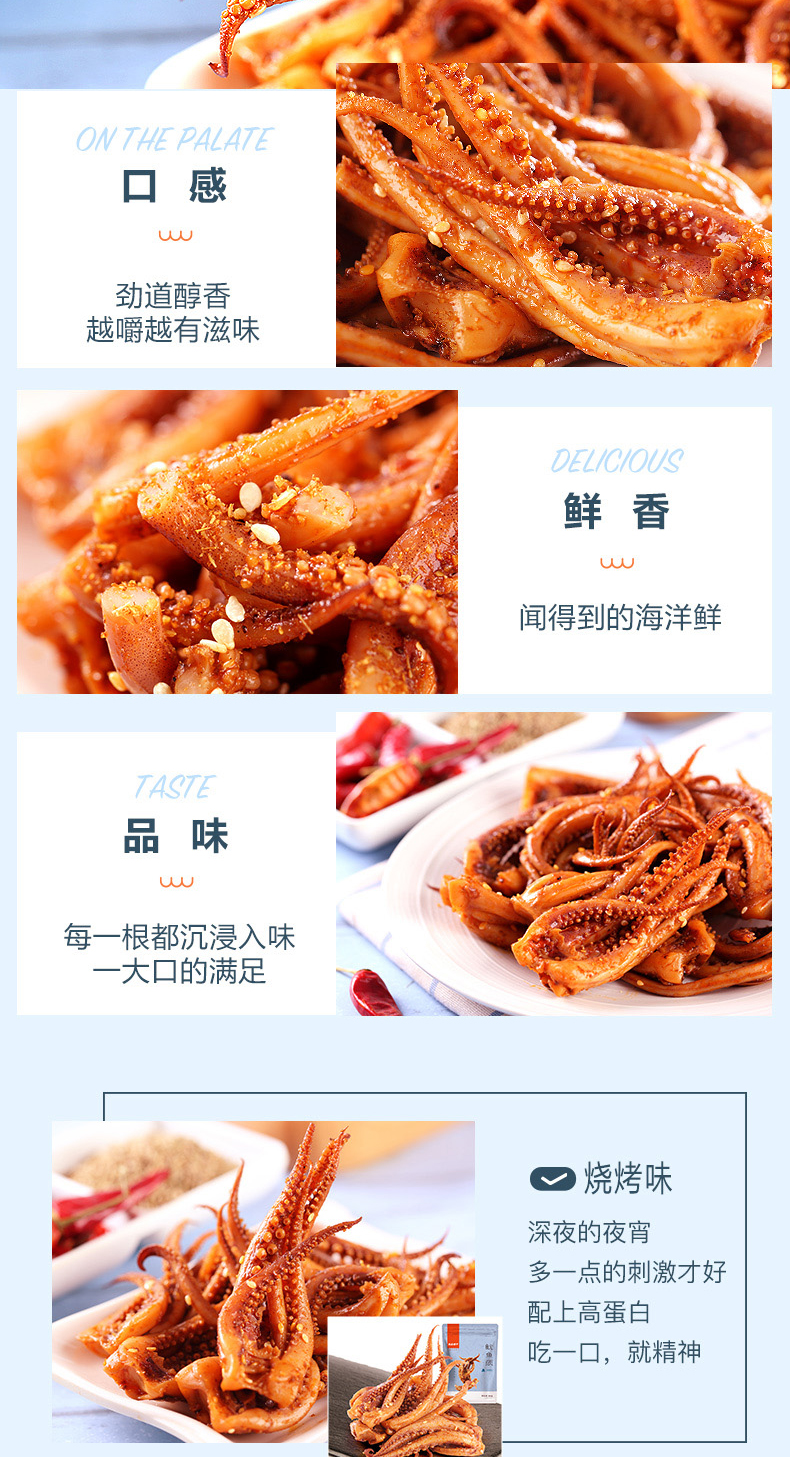 ON THE PALATE
口 感
劲道醇香
越嚼越有滋味
DELICIOUS
鲜 香
闻得到的海洋鲜
TASTE
品 味
每一根都沉浸入味
一大口的满足
烧烤味
深夜的夜宵
多一点的刺激才好
配上高蛋白
吃一口，就精神